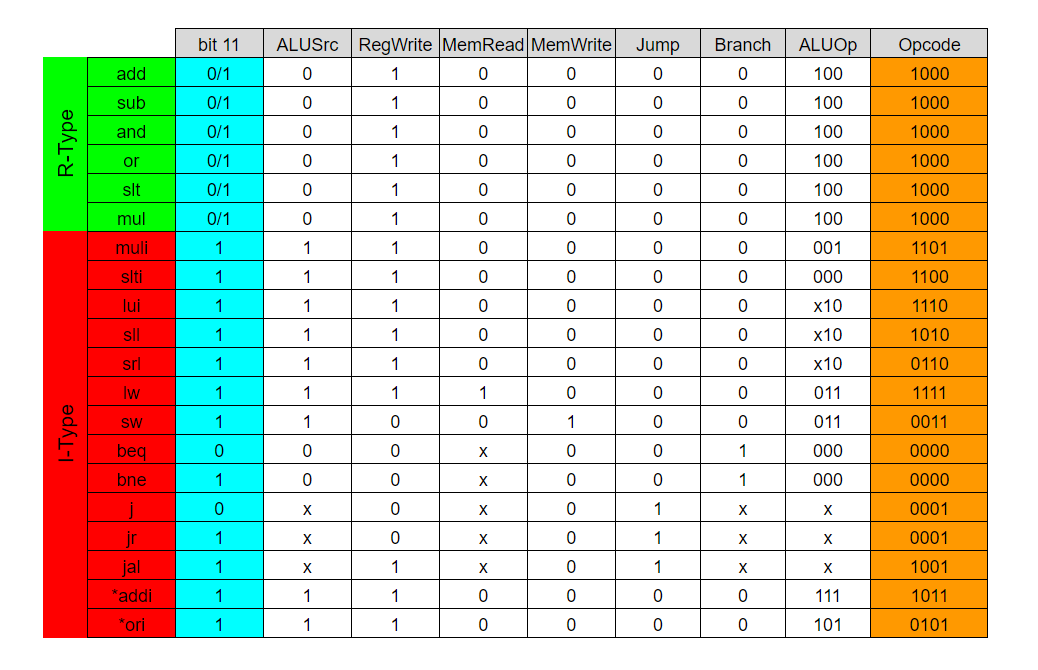 bit 11 ALUSrc RegWrite MemRead MemWrite Jump Branch ALUOp Opcode
R-Type
add 0/1 0 1 0 0 0 0 100 1000
sub 0/1 0 1 0 0 0 0 100 1000
and 0/1 0 1 0 0 0 0 100 1000
or 0/1 0 1 0 0 0 0 100 1000
slt 0/1 0 1 0 0 0 0 100 1000
mul 0/1 0 1 0 0 0 0 100 1000
I-Type
muli 1 1 1 0 0 0 0 001 1101
slti 1 1 1 0 0 0 0 000 1100
lui 1 1 1 0 0 0 0 x10 1110
sll 1 1 1 0 0 0 0 x10 1010
srl 1 1 1 0 0 0 0 x10 0110
lw 1 1 1 1 0 0 0 011 1111
sw 1 1 0 0 1 0 0 011 0011
beq 0 0 0 x 0 0 1 000 0000
bne 1 0 0 x 0 0 1 000 0000
j 0 x 0 x 0 1 x x 0001
jr 1 x 0 x 0 1 x x 0001
jal 1 x 1 x 0 1 x x 1001
*addi 1 1 1 0 0 0 0 111 1011
*ori 1 1 1 0 0 0 0 101 0101